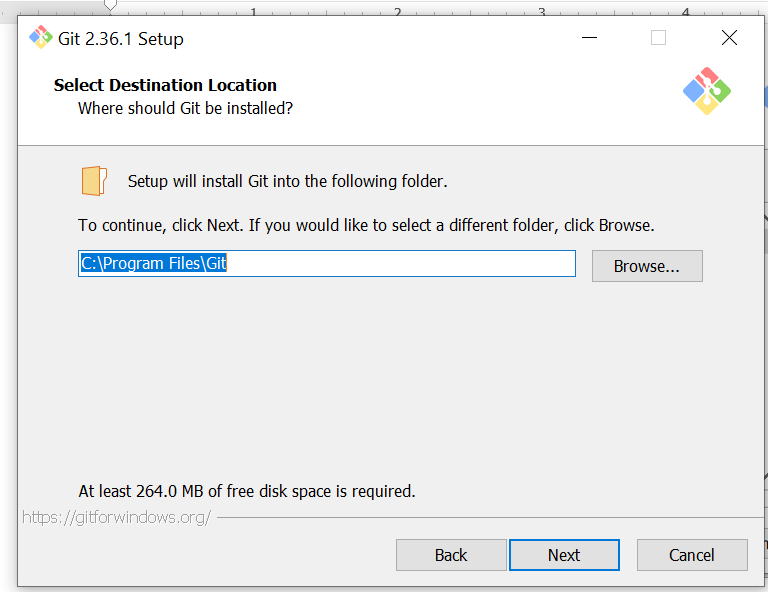 1 2 3 4
Git 2.36.1 Setup
Select Destination Location
Where should Git be installed?
Setup will install Git into the following folder.
To continue, click Next. If you would like to select a different folder, click Browse.
C:\Program Files\Git
Browse...
At least 264.0 MB of free disk space is required.
https://gitforwindows.org/
Back Next Cancel